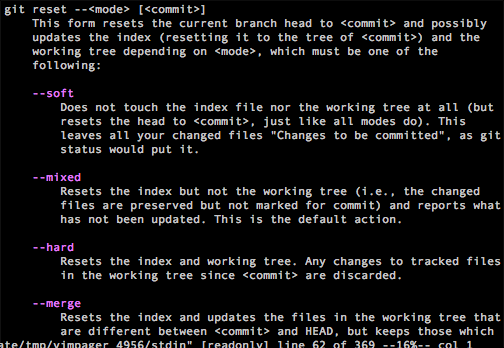 git reset --<mode> [<commit>]
This form resets the current branch head to <commit> and possibly
updates the index (resetting it to the tree of <commit>) and the
working tree depending on <mode>, which must be one of the
following:
--soft
Does not touch the index file nor the working tree at all (but
resets the head to <commit>, just like all modes do). This
leaves all your changed files "Changes to be committed", as git
status would put it.
--mixed
Resets the index but not the working tree (i.e., the changed
files are preserved but not marked for commit) and reports what
has not been updated. This is the default action.
--hard
Resets the index and working tree. Any changes to tracked files
in the working tree since <commit> are discarded.
--merge
Resets the index and updates the files in the working tree that
are different between <commit> and HEAD, but keeps those which
ate/tmp/vimpager_4956/stdin" [readonly] line 62 of 369 --16%-- col 1